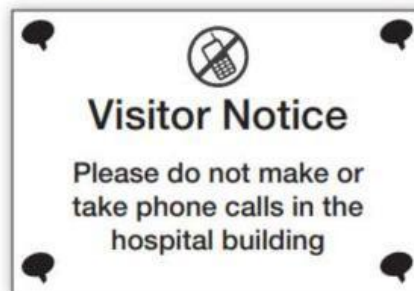 Visitor Notice
Please do not make or
take phone calls in the
hospital building